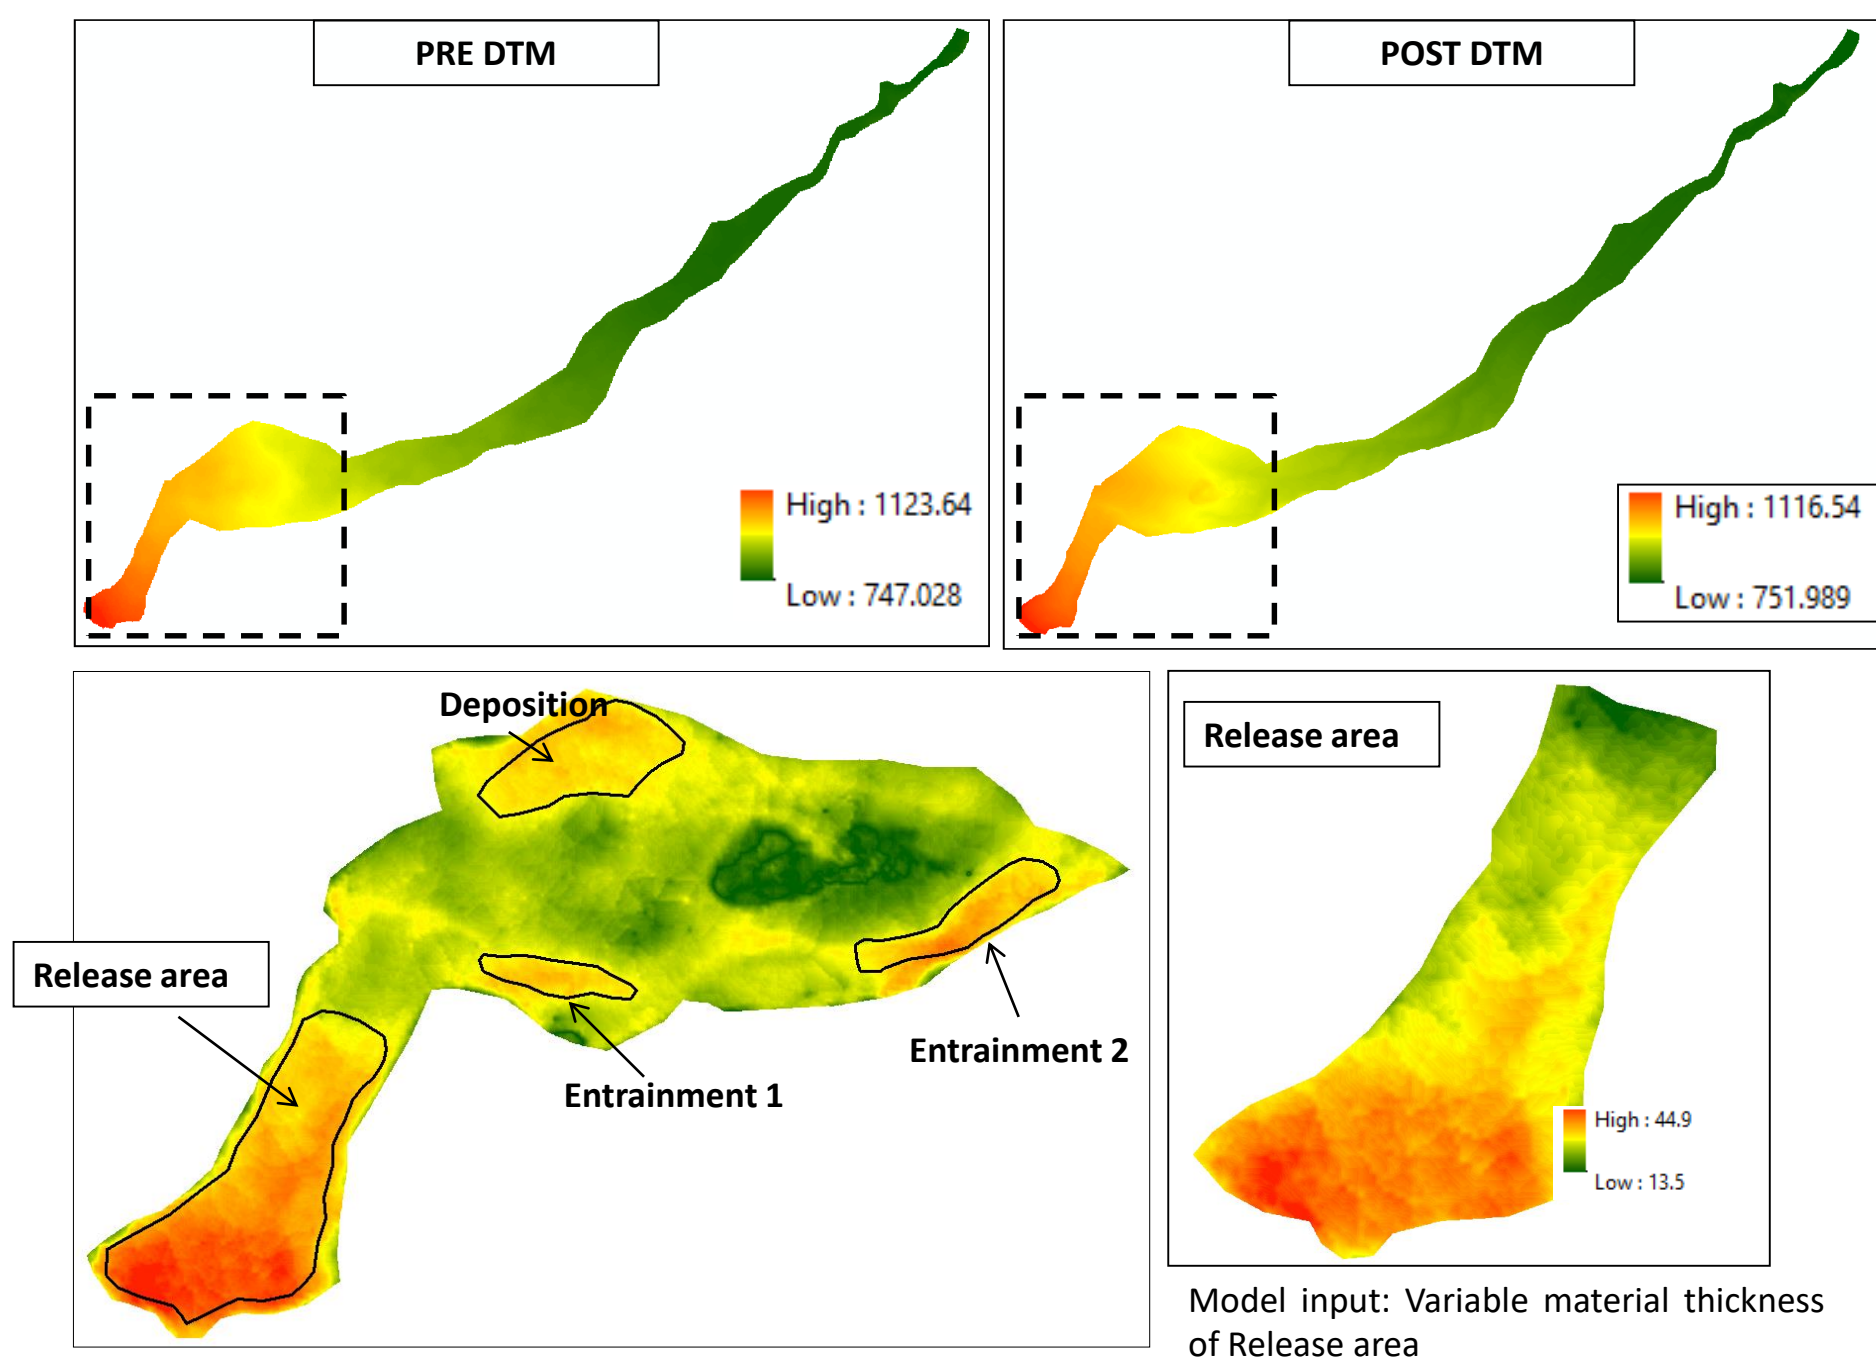 PRE DTM
POST DTM
High : 1123.64
Low : 747.028
High : 1116.54
Low : 751.989
Deposition
Release area
Entrainment 1
Entrainment 2
Release area
High : 44.9
Low : 13.5
Model input: Variable material thickness
of Release area